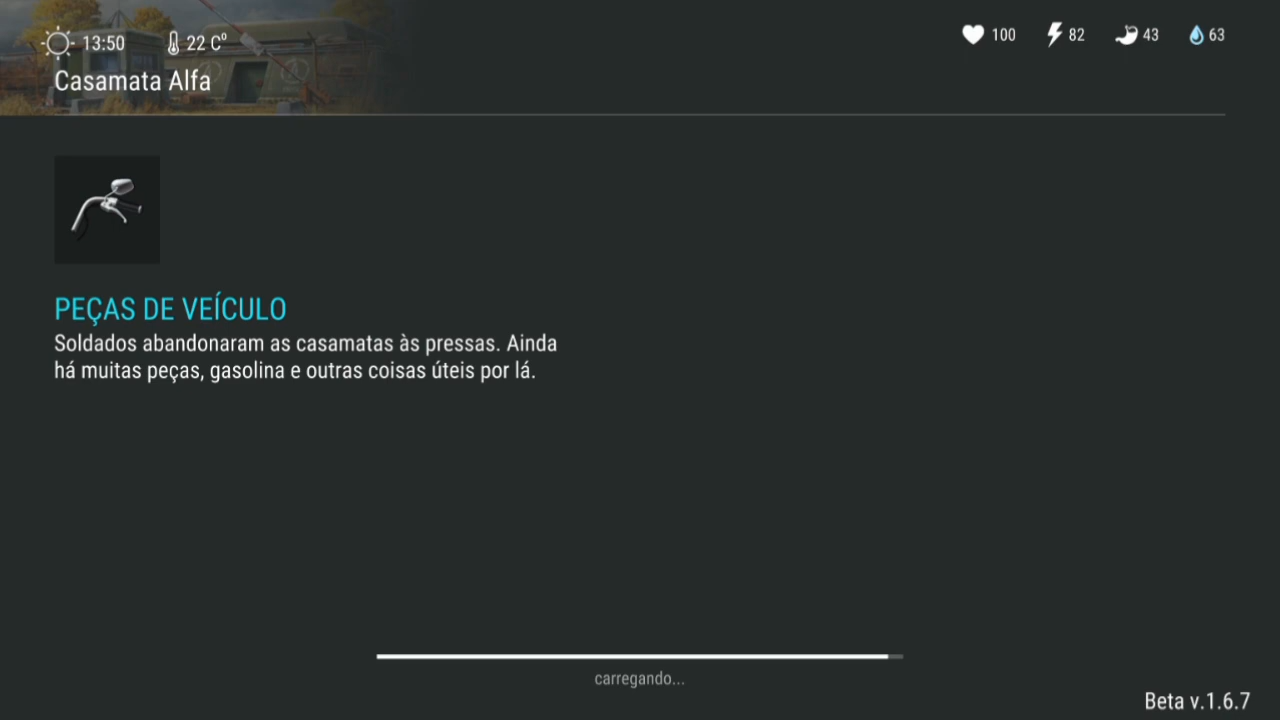 13:50 22 Cº
Casamata Alfa
100 82 43 63
PEÇAS DE VEÍCULO
Soldados abandonaram as casamatas às pressas. Ainda
há muitas peças, gasolina e outras coisas úteis por lá.
carregando...
Beta v.1.6.7